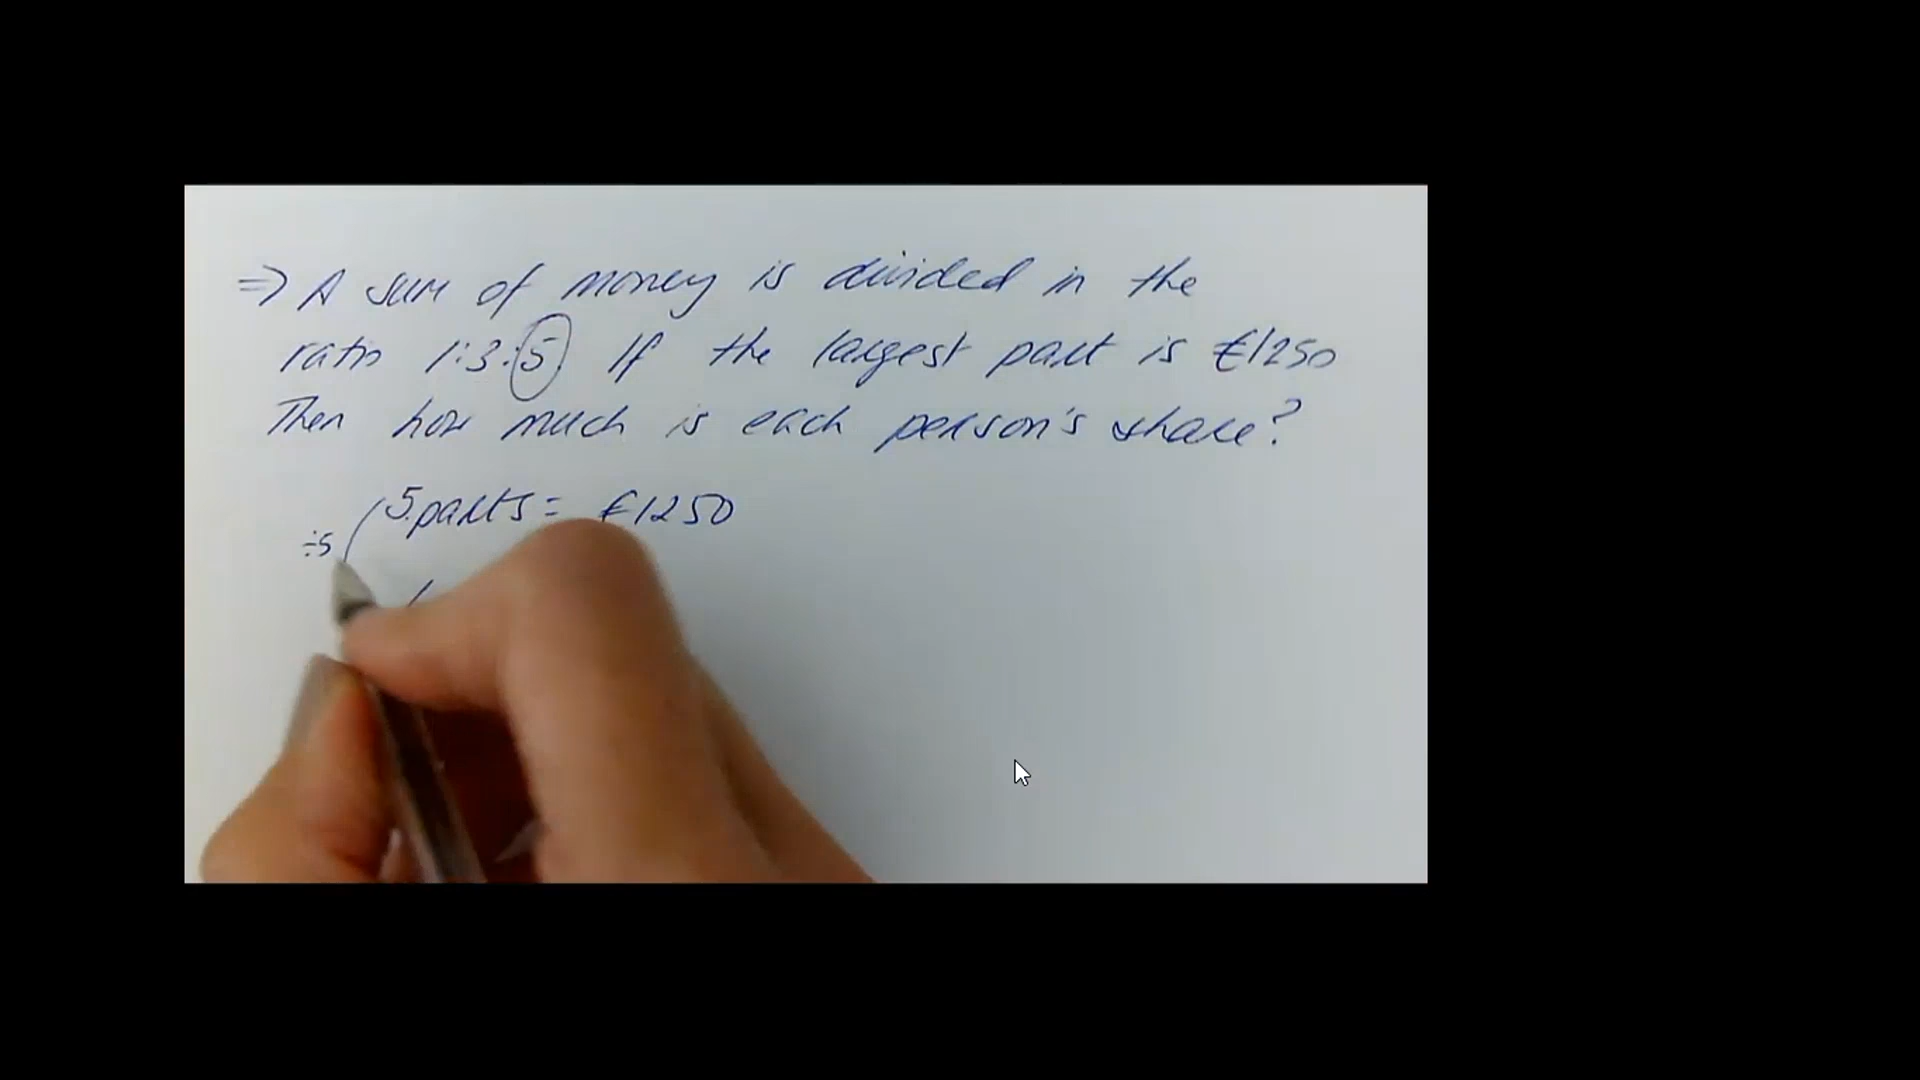 ⇒ A sum of money is divided in the
ratio 1:3:5 If the largest part is €1250
Then how much is each person's share?
5 parts = €1250
÷5
1